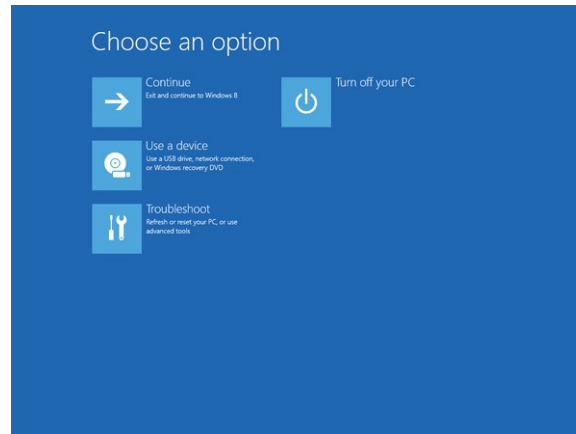 Choose an option
Continue
Exit and continue to Windows 8
Turn off your PC
Use a device
Use a USB drive, network connection,
or Windows recovery DVD
Troubleshoot
Refresh or reset your PC, or use
advanced tools